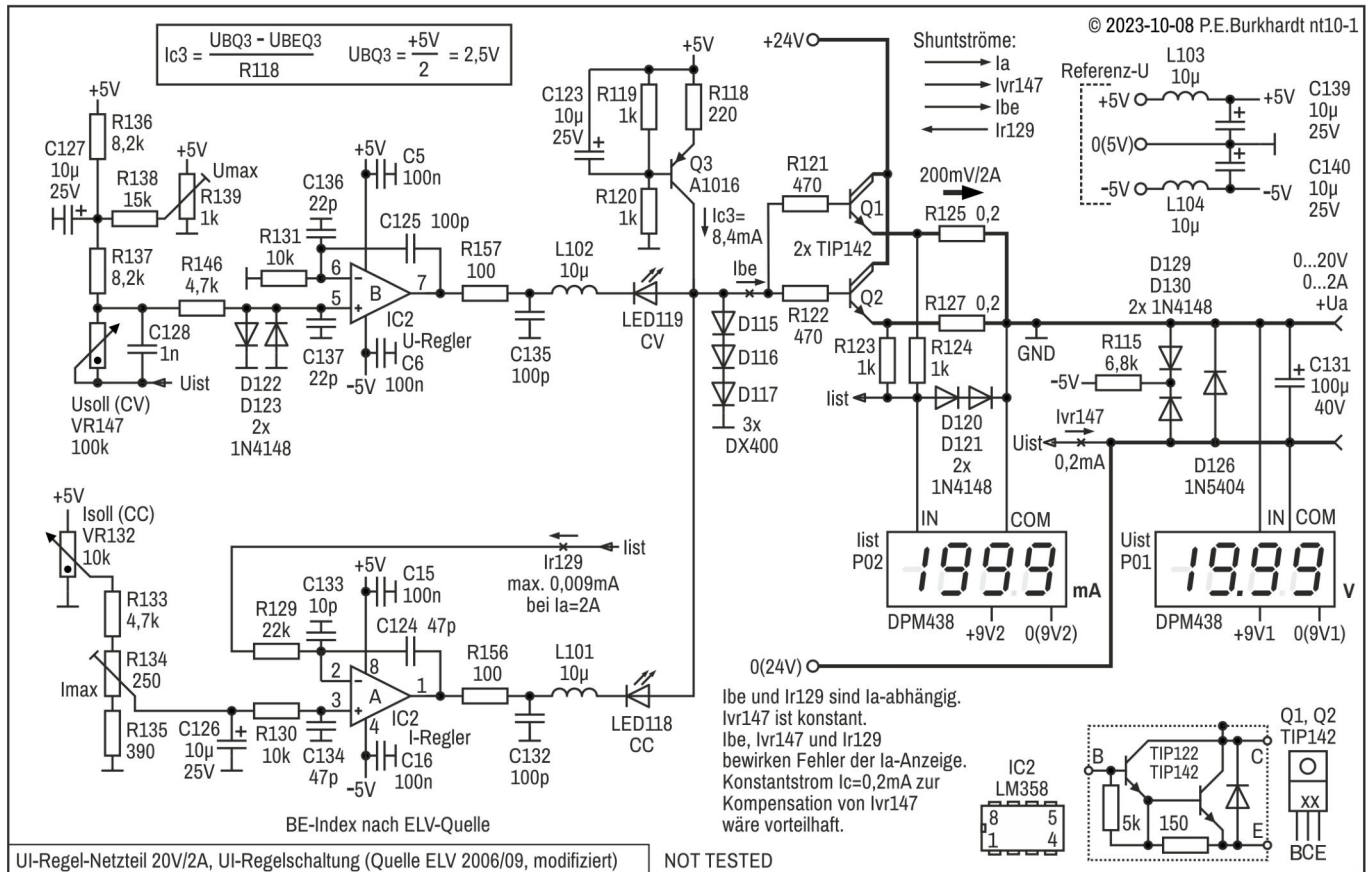 © 2023-10-08 P.E.Burkhardt nt10-1
Ic3 = UBQ3 – UBEQ3
R118
UBQ3 = +5V
2
= 2,5V
+5V
R136
8,2k
C127
10µ
25V
R138
15k
+5V
Umax
R139
1k
R137
8,2k
R146
4,7k
C128
1n
Uist
Usoll (CV)
VR147
100k
D122
D123
2x
1N4148
R131
10k
C136
22p
C125 100p
+5V
C5
100n
6
5
7
B
IC2
U-Regler
C137
22p
C6
100n
–5V
R157
100
C135
100p
L102
10µ
LED119
CV
+5V
C123
10µ
25V
R119
1k
R118
220
Q3
A1016
R120
1k
Ic3=
8,4mA
Ibe
D115
D116
D117
3x
DX400
+24V
R121
470
Q1
2x TIP142
R122
470
Q2
Shuntströme:
Ia
Ivr147
Ibe
Ir129
200mV/2A
R125 0,2
R127 0,2
R123
1k
R124
1k
Iist
D120
D121
2x
1N4148
GND
Referenz-U
+5V
0(5V)
-5V
L103
10µ
L104
10µ
+5V
–5V
C139
10µ
25V
C140
10µ
25V
D129
D130
2x 1N4148
0...20V
0...2A
+Ua
R115
6,8k
–5V
C131
100µ
40V
Uist
Ivr147
0,2mA
D126
1N5404
IN COM
Iist
P02
1999
mA
DPM438
+9V2 0(9V2)
IN COM
Uist
P01
19.99
V
DPM438
+9V1 0(9V1)
+5V
Isoll (CC)
VR132
10k
R133
4,7k
R134
250
Imax
R135
390
C126
10µ
25V
R130
10k
C134
47p
R129
22k
C133
10p
C124 47p
+5V
C15
100n
2
3
8
4
1
A
IC2
I-Regler
C16
100n
–5V
Iist
Ir129
max. 0,009mA
bei Ia=2A
R156
100
C132
100p
L101
10µ
LED118
CC
0(24V)
Ibe und Ir129 sind Ia-abhängig.
Ivr147 ist konstant.
Ibe, Ivr147 und Ir129
bewirken Fehler der Ia-Anzeige.
Konstantstrom Ic=0,2mA zur
Kompensation von Ivr147
wäre vorteilhaft.
IC2
LM358
8 5
1 4
B
TIP122
TIP142
5k
150
C
E
Q1, Q2
TIP142
XX
BCE
BE-Index nach ELV-Quelle
UI-Regel-Netzteil 20V/2A, UI-Regelschaltung (Quelle ELV 2006/09, modifiziert)
NOT TESTED